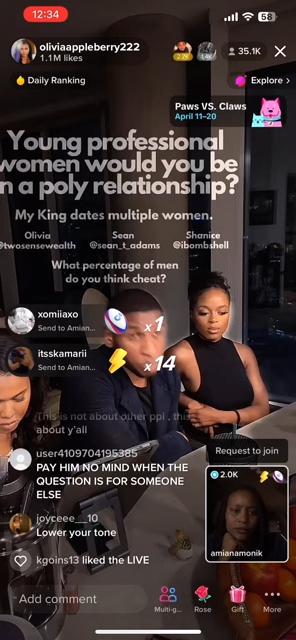 12:34
58
oliviaappleberry222
1.1M likes
2.2K
1.4K
35.1K
Daily Ranking
Explore >
Paws VS. Claws
April 11–20
Young professional
women would you be
n a poly relationship?
My King dates multiple women.
Olivia Sean Shanice
@twosensewealth @sean_t_adams @ibombshell
What percentage of men
do you think cheat?
xomiiaxo
Send to Amian...
x1
itsskamarii
Send to Amian...
x14
This is not about other ppl , this
about y'all
user4109704195385
PAY HIM NO MIND WHEN THE
QUESTION IS FOR SOMEONE
ELSE
joyceee__10
Lower your tone
kgoins13 liked the LIVE
Request to join
2.0K
amianamonik
Add comment
Multi-g...
Rose
Gift
More